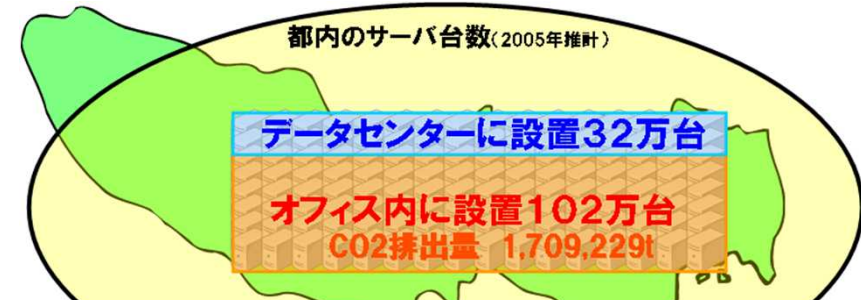 都内のサーバ台数(2005年推計)
データセンターに設置32万台
オフィス内に設置102万台
CO2排出量 1,709,229t